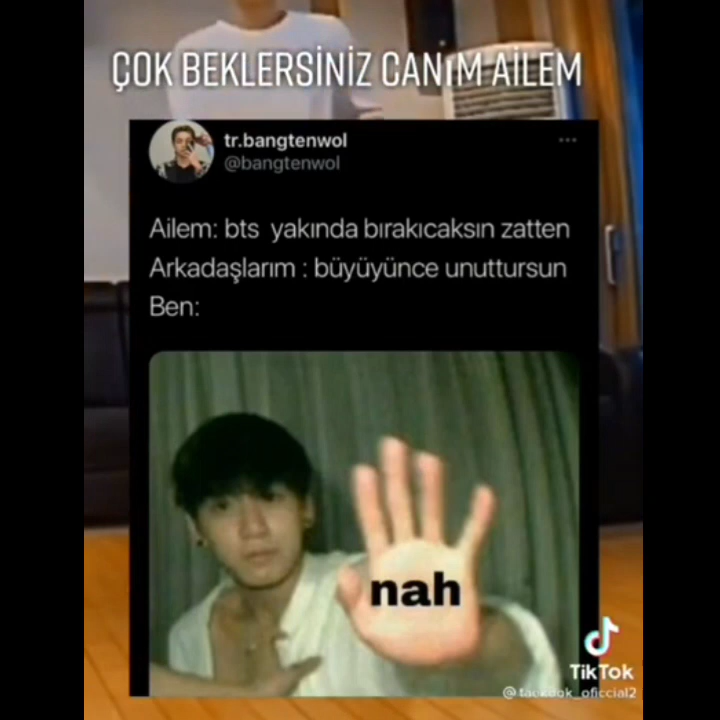 ÇOK BEKLERSİNİZ CANIM AİLEM
tr.bangtenwol
@bangtenwol
Ailem: bts yakında bırakıcaksın zatten
Arkadaşlarım : büyüyünce unuttursun
Ben:
nah
TikTok
@taekook_oficcial2